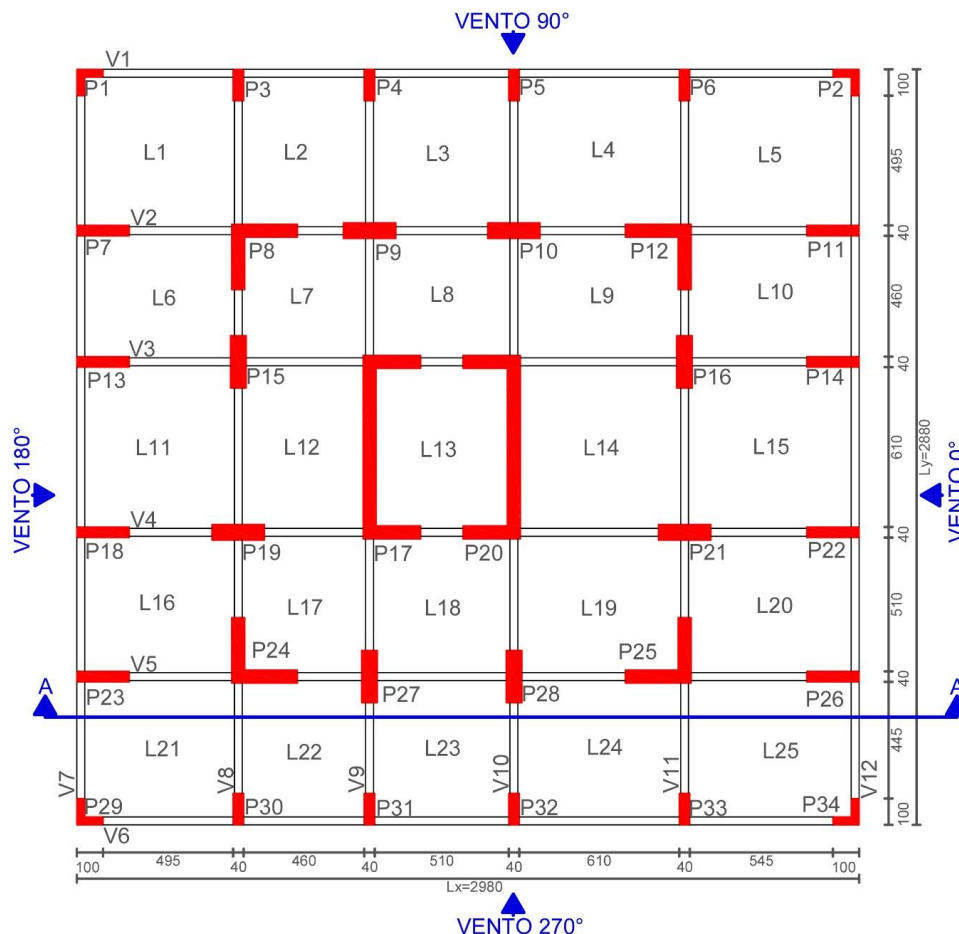 VENTO 90°
V1
P1 P3 P4 P5 P6 P2
100
L1 L2 L3 L4 L5
495
V2
P7 P8 P9 P10 P12 P11
40
L6 L7 L8 L9 L10
460
V3
P13 P15 P16 P14
40
L11 L12 L13 L14 L15
610
Ly=2880
VENTO 180°
VENTO 0°
V4
P18 P19 P17 P20 P21 P22
40
L16 L17 L18 L19 L20
510
P24 P25
V5
P23 P27 P28 P26
40
A A
L21 L22 L23 L24 L25
445
V7 V8 V9 V10 V11 V12
P29 P30 P31 P32 P33 P34
100
V6
100 495 40 460 40 510 40 610 40 545 100
Lx=2980
VENTO 270°